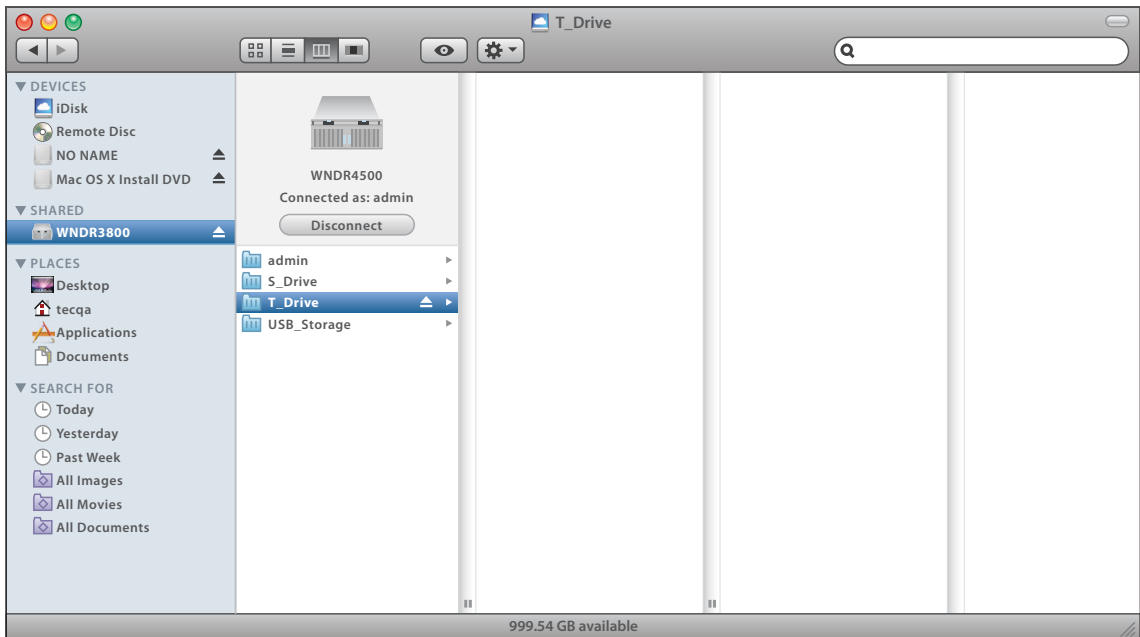 T_Drive
DEVICES
iDisk
Remote Disc
NO NAME
Mac OS X Install DVD
SHARED
WNDR3800
PLACES
Desktop
tecqa
Applications
Documents
SEARCH FOR
Today
Yesterday
Past Week
All Images
All Movies
All Documents
WNDR4500
Connected as: admin
Disconnect
admin
S_Drive
T_Drive
USB_Storage
999.54 GB available